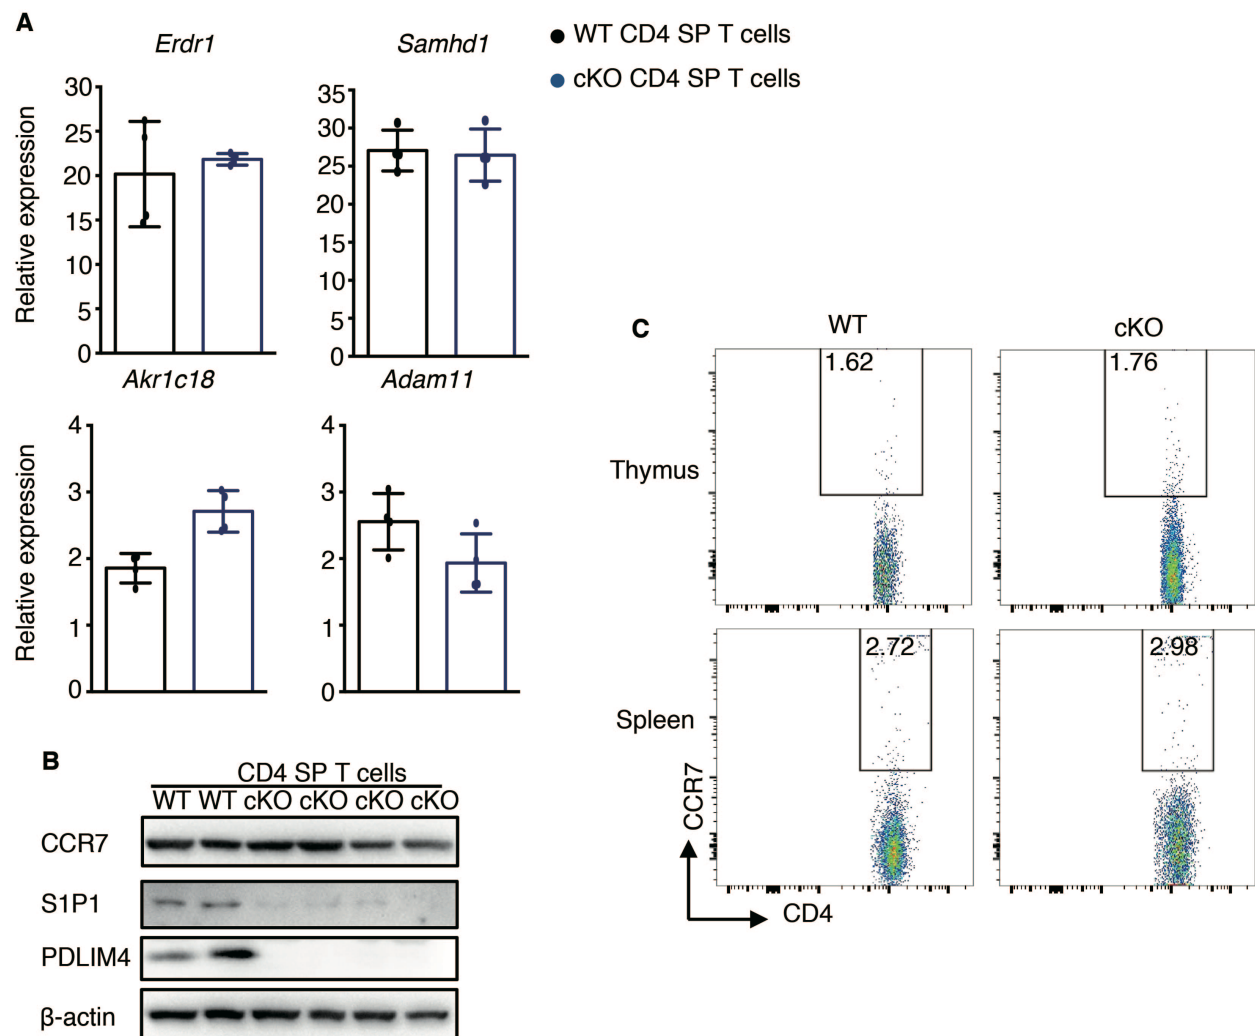 A
Erdr1
Samhd1
WT CD4 SP T cells
cKO CD4 SP T cells
Relative expression
30
25
20
15
10
5
0
35
30
25
20
15
10
5
0
Akr1c18
Adam11
Relative expression
4
3
2
1
0
4
3
2
1
0
B
CD4 SP T cells
WT WT cKO cKO cKO cKO
CCR7
S1P1
PDLIM4
β-actin
C
WT
cKO
Thymus
1.62
1.76
Spleen
2.72
2.98
CCR7
CD4